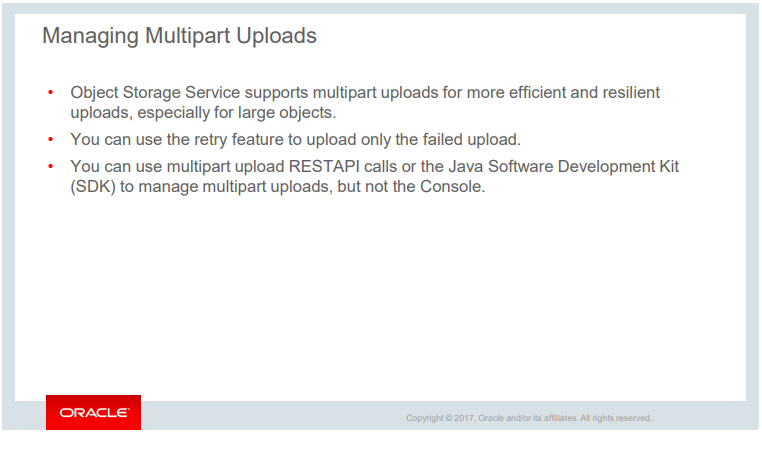 Managing Multipart Uploads
• Object Storage Service supports multipart uploads for more efficient and resilient
uploads, especially for large objects.
• You can use the retry feature to upload only the failed upload.
• You can use multipart upload RESTAPI calls or the Java Software Development Kit
(SDK) to manage multipart uploads, but not the Console.
ORACLE®
Copyright © 2017, Oracle and/or its affiliates. All rights reserved.